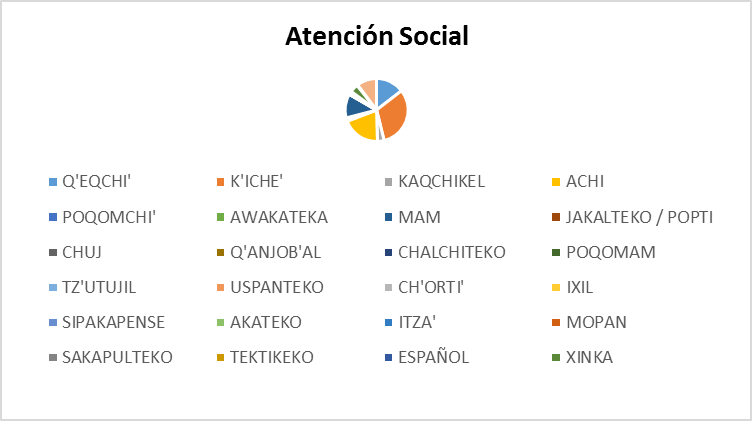 Atención Social
Q'EQCHI' K'ICHE' KAQCHIKEL ACHI
POQOMCHI' AWAKATEKA MAM JAKALTEKO / POPTI
CHUJ Q'ANJOB'AL CHALCHITEKO POQOMAM
TZ'UTUJIL USPANTEKO CH'ORTI' IXIL
SIPAKAPENSE AKATEKO ITZA' MOPAN
SAKAPULTEKO TEKTIKEKO ESPAÑOL XINKA